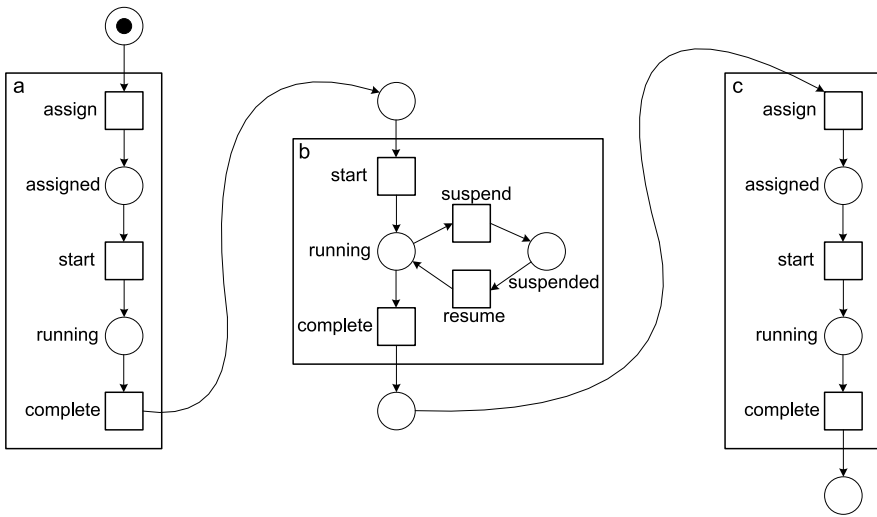 a
assign
assigned
start
running
complete
b
start
suspend
running
suspended
resume
complete
c
assign
assigned
start
running
complete